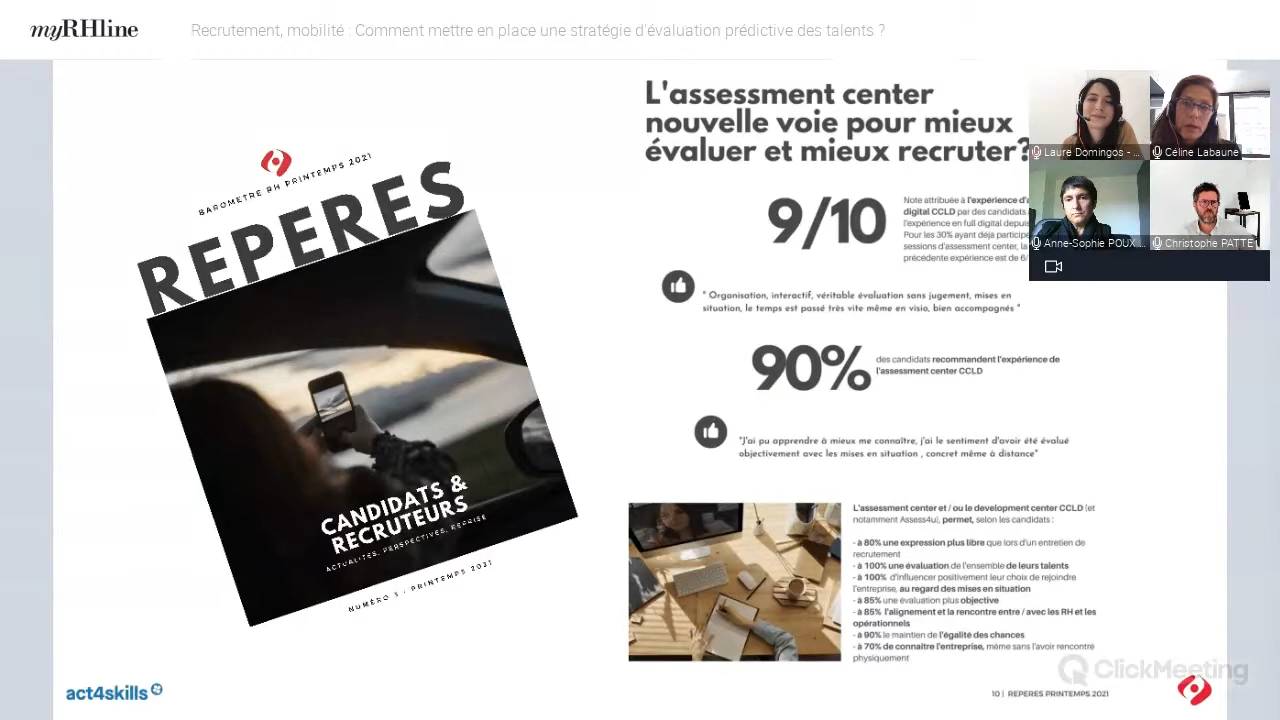 myRHline
Recrutement, mobilité : Comment mettre en place une stratégie d'évaluation prédictive des talents ?
BAROMETRE RH PRINTEMPS 2021
REPERES
CANDIDATS &
RECRUTEURS
ACTUALITES, PERSPECTIVES, REPRISE
NUMERO 5 / PRINTEMPS 2021
act4skills
L'assessment center
nouvelle voie pour mieux
évaluer et mieux recruter?
9/10
Note attribuée à l'expérience
digital CCLD par des candidats
l'expérience en full digital depuis
Pour les 30% ayant déjà participé
sessions d'assessment center, la
précédente expérience est de 6/
" Organisation, interactif, véritable évaluation sans jugement, mises en
situation, le temps est passé très vite même en visio, bien accompagnés "
90%
des candidats recommandent l'expérience de
l'assessment center CCLD
"J'ai pu apprendre à mieux me connaître, j'ai le sentiment d'avoir été évalué
objectivement avec les mises en situation , concret même à distance"
L'assessment center et / ou le development center CCLD (et
notamment Assess4u), permet, selon les candidats :
- à 80% une expression plus libre que lors d'un entretien de
recrutement
- à 100% une évaluation de l'ensemble de leurs talents
- à 100% d'influencer positivement leur choix de rejoindre
l'entreprise, au regard des mises en situation
- à 85% une évaluation plus objective
- à 85% l'alignement et la rencontre entre / avec les RH et les
opérationnels
- à 90% le maintien de l'égalité des chances
- à 70% de connaître l'entreprise, même sans l'avoir rencontré
physiquement
10 | REPERES PRINTEMPS 2021
ClickMeeting
Laure Domingos - ...
Céline Labaune
Anne-Sophie POUX ...
Christophe PATTE